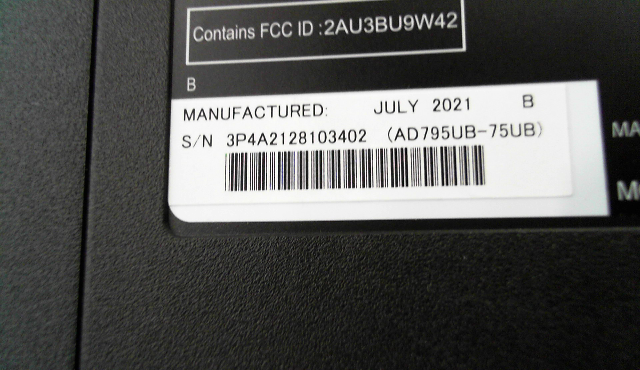 Contains FCC ID :2AU3BU9W42
B
MANUFACTURED: JULY 2021 B
S/N 3P4A2128103402 (AD795UB-75UB)